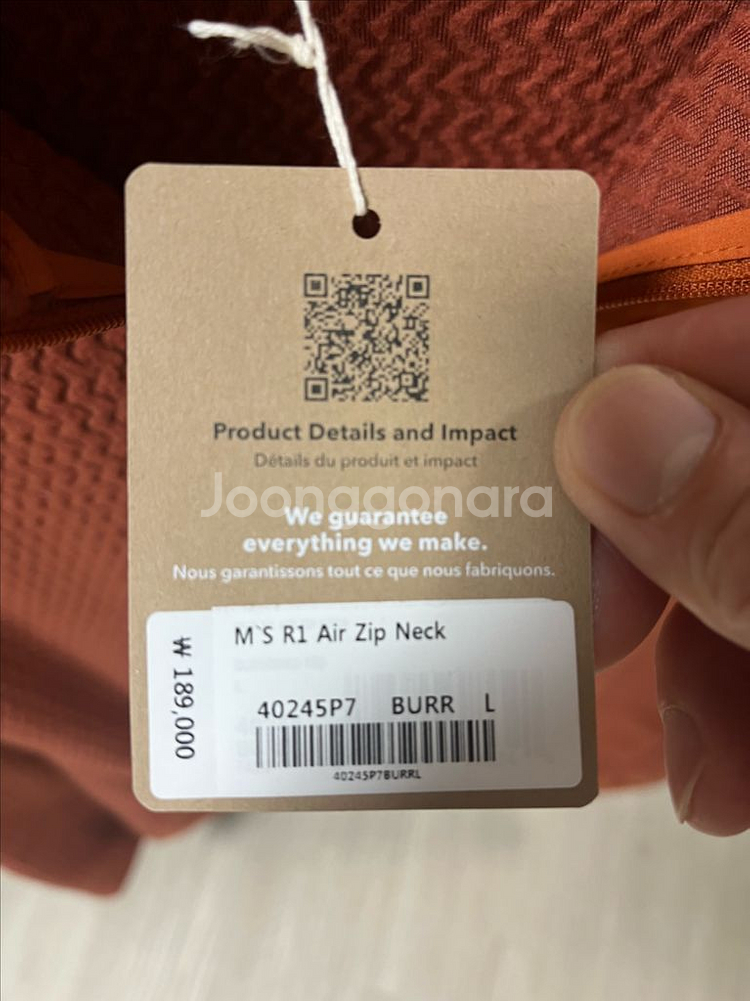 Product Details and Impact
Détails du produit et impact
Joonggonara
We guarantee
everything we make.
Nous garantissons tout ce que nous fabriquons.
M`S R1 Air Zip Neck
₩ 189,000
40245P7 BURR L
40245P7BURRL